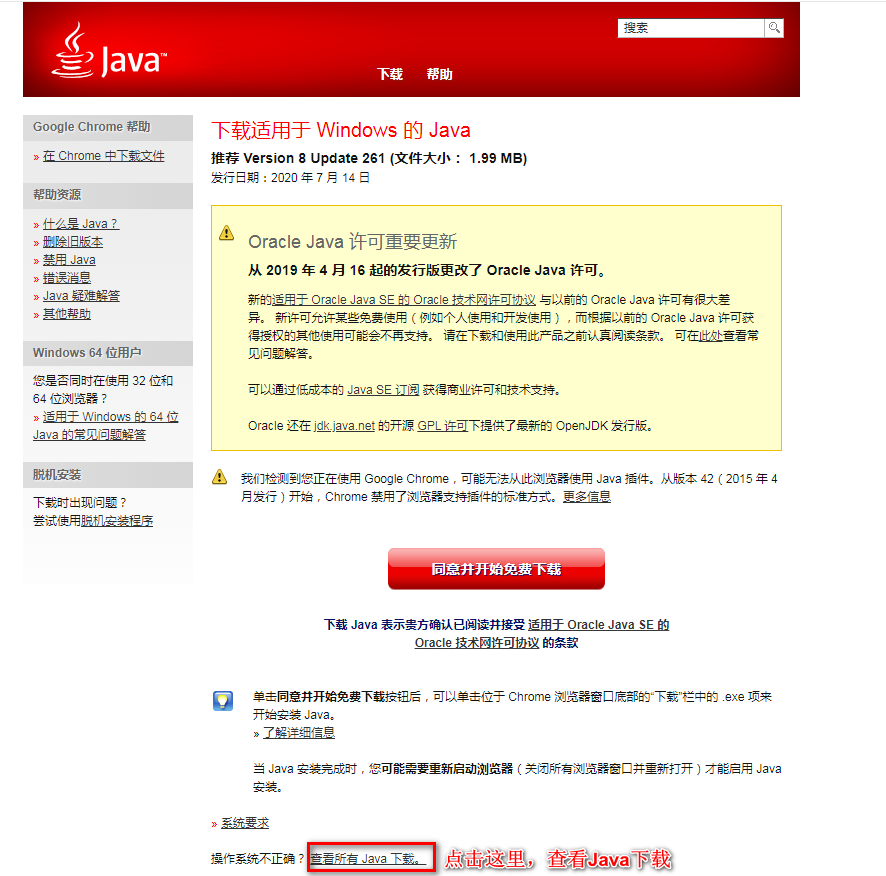 搜索
Java™
下载 帮助
Google Chrome 帮助
» 在 Chrome 中下载文件
帮助资源
» 什么是 Java？
» 删除旧版本
» 禁用 Java
» 错误消息
» Java 疑难解答
» 其他帮助
Windows 64 位用户
您是否同时在使用 32 位和
64 位浏览器？
» 适用于 Windows 的 64 位
Java 的常见问题解答
脱机安装
下载时出现问题？
尝试使用脱机安装程序
下载适用于 Windows 的 Java
推荐 Version 8 Update 261 (文件大小： 1.99 MB)
发行日期：2020 年 7 月 14 日
Oracle Java 许可重要更新
从 2019 年 4 月 16 起的发行版更改了 Oracle Java 许可。
新的适用于 Oracle Java SE 的 Oracle 技术网许可协议 与以前的 Oracle Java 许可有很大差
异。 新许可允许某些免费使用（例如个人使用和开发使用），而根据以前的 Oracle Java 许可获
得授权的其他使用可能会不再支持。 请在下载和使用此产品之前认真阅读条款。 可在此处查看常
见问题解答。
可以通过低成本的 Java SE 订阅 获得商业许可和技术支持。
Oracle 还在 jdk.java.net 的开源 GPL 许可下提供了最新的 OpenJDK 发行版。
我们检测到您正在使用 Google Chrome，可能无法从此浏览器使用 Java 插件。从版本 42（2015 年 4
月发行）开始，Chrome 禁用了浏览器支持插件的标准方式。更多信息
同意并开始免费下载
下载 Java 表示贵方确认已阅读并接受 适用于 Oracle Java SE 的
Oracle 技术网许可协议 的条款
单击同意并开始免费下载按钮后，可以单击位于 Chrome 浏览器窗口底部的“下载”栏中的 .exe 项来
开始安装 Java。
» 了解详细信息
当 Java 安装完成时，您可能需要重新启动浏览器（关闭所有浏览器窗口并重新打开）才能启用 Java
安装。
» 系统要求
操作系统不正确？ 查看所有 Java 下载。 点击这里，查看Java下载